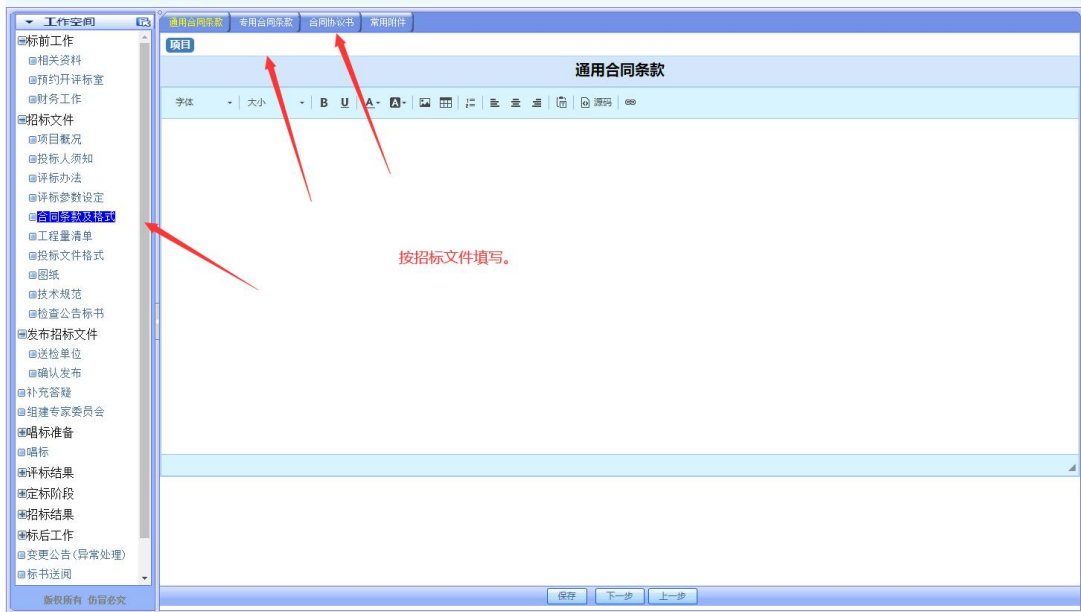 工作空间
标前工作
相关资料
预约开评标室
财务工作
招标文件
项目概况
投标人须知
评标办法
评标参数设定
合同条款及格式
工程量清单
投标文件格式
图纸
技术规范
检查公告标书
发布招标文件
送检单位
确认发布
补充答疑
组建专家委员会
唱标准备
唱标
评标结果
定标阶段
招标结果
标后工作
变更公告(异常处理)
标书送阅
版权所有 仿冒必究
通用合同条款 专用合同条款 合同协议书 常用附件
项目
通用合同条款
字体 大小 B U A A 源码
按招标文件填写。
保存 下一步 上一步